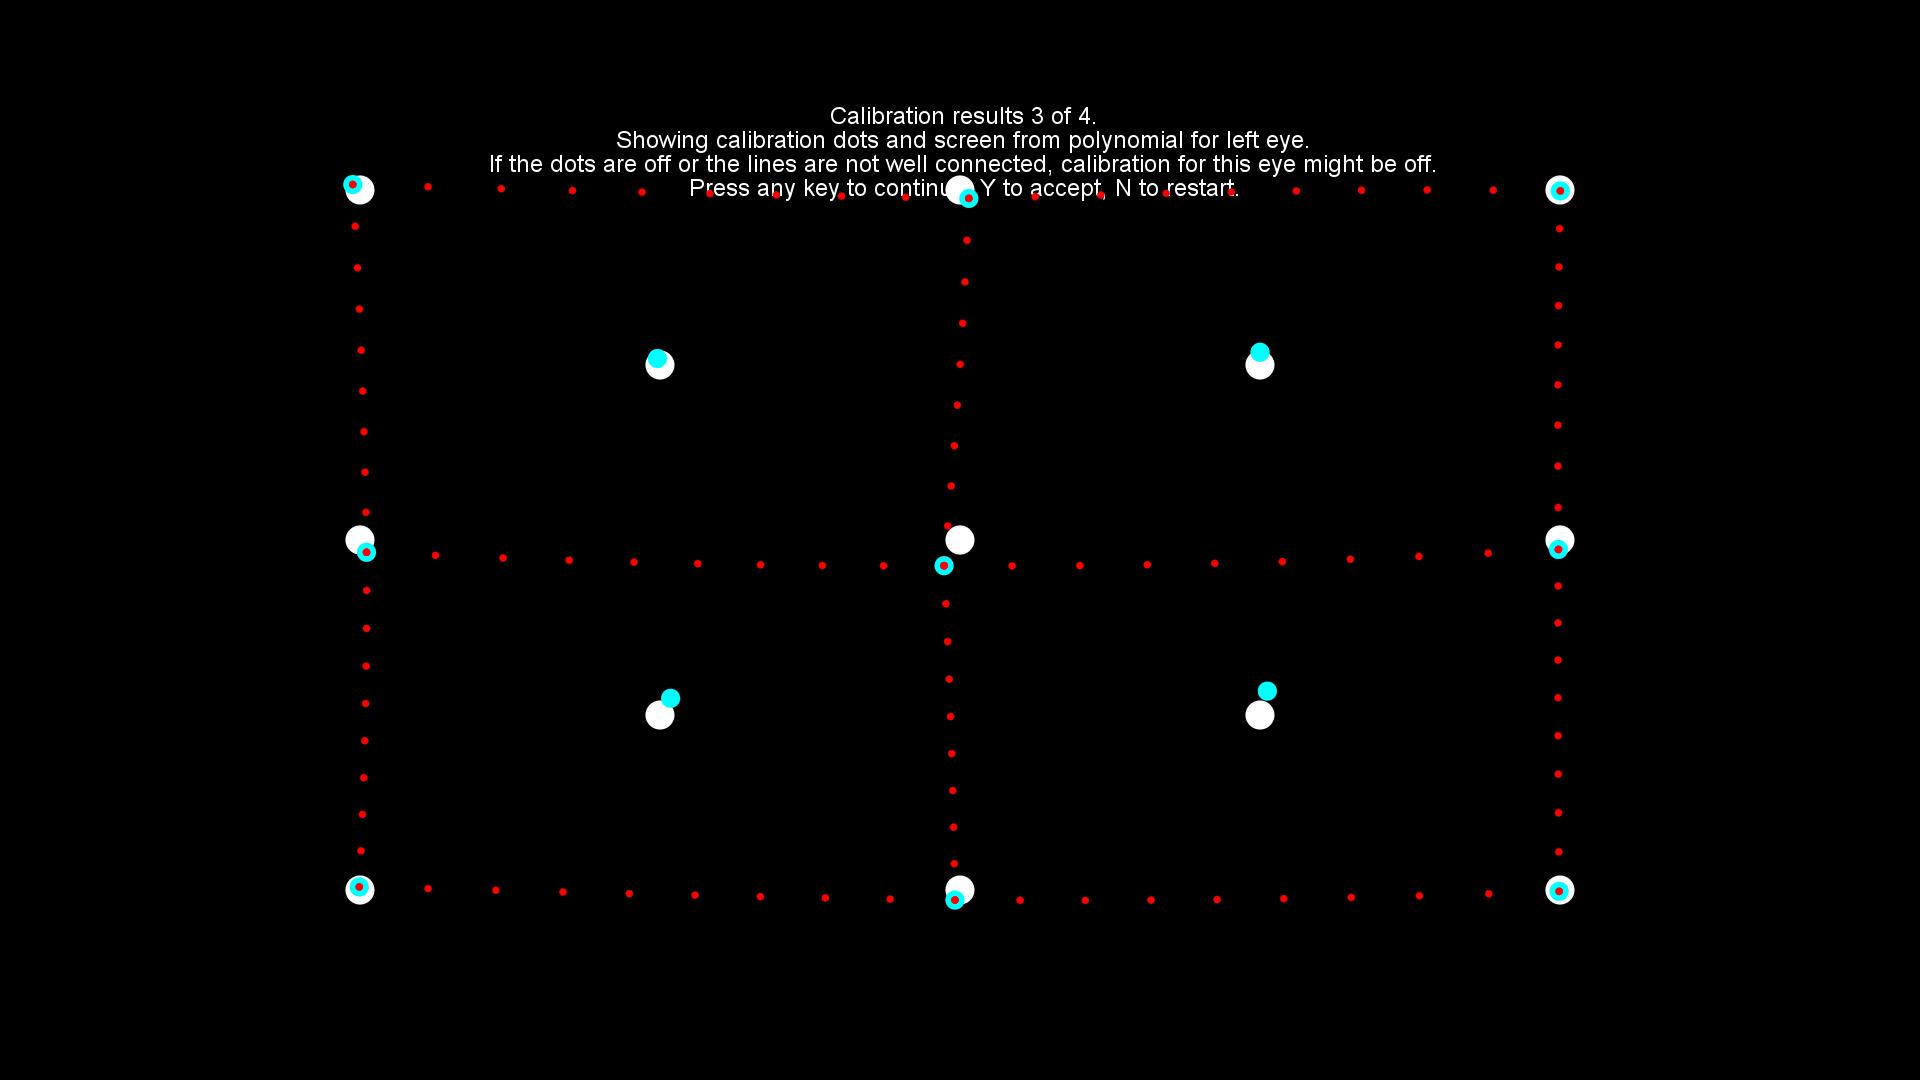 Calibration results 3 of 4.
Showing calibration dots and screen from polynomial for left eye.
If the dots are off or the lines are not well connected, calibration for this eye might be off.
Press any key to continu Y to accept, N to restart.